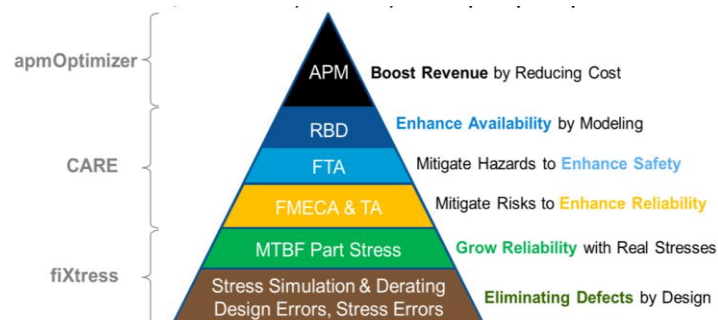 apmOptimizer
APM
Boost Revenue by Reducing Cost
CARE
RBD
Enhance Availability by Modeling
FTA
Mitigate Hazards to Enhance Safety
FMECA & TA
Mitigate Risks to Enhance Reliability
fiXtress
MTBF Part Stress
Grow Reliability with Real Stresses
Stress Simulation & Derating
Design Errors, Stress Errors
Eliminating Defects by Design